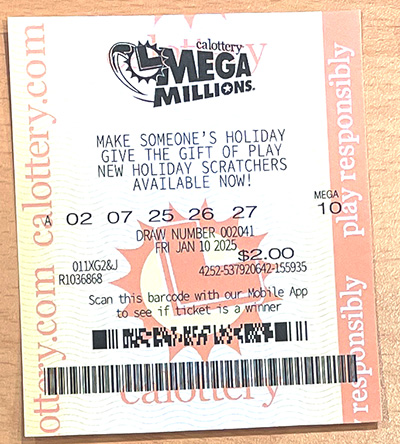 calottery
MEGA
MILLIONS
MAKE SOMEONE'S HOLIDAY
GIVE THE GIFT OF PLAY
NEW HOLIDAY SCRATCHERS
AVAILABLE NOW!
MEGA
A 02 07 25 26 27 10
DRAW NUMBER 002041
FRI JAN 10 2025
$2.00
011XG2&J 4252-537920642-155935
R1036868
Scan this barcode with our Mobile App
to see if ticket is a winner
calottery
ottery.com calottery.com
play responsibly
responsibly